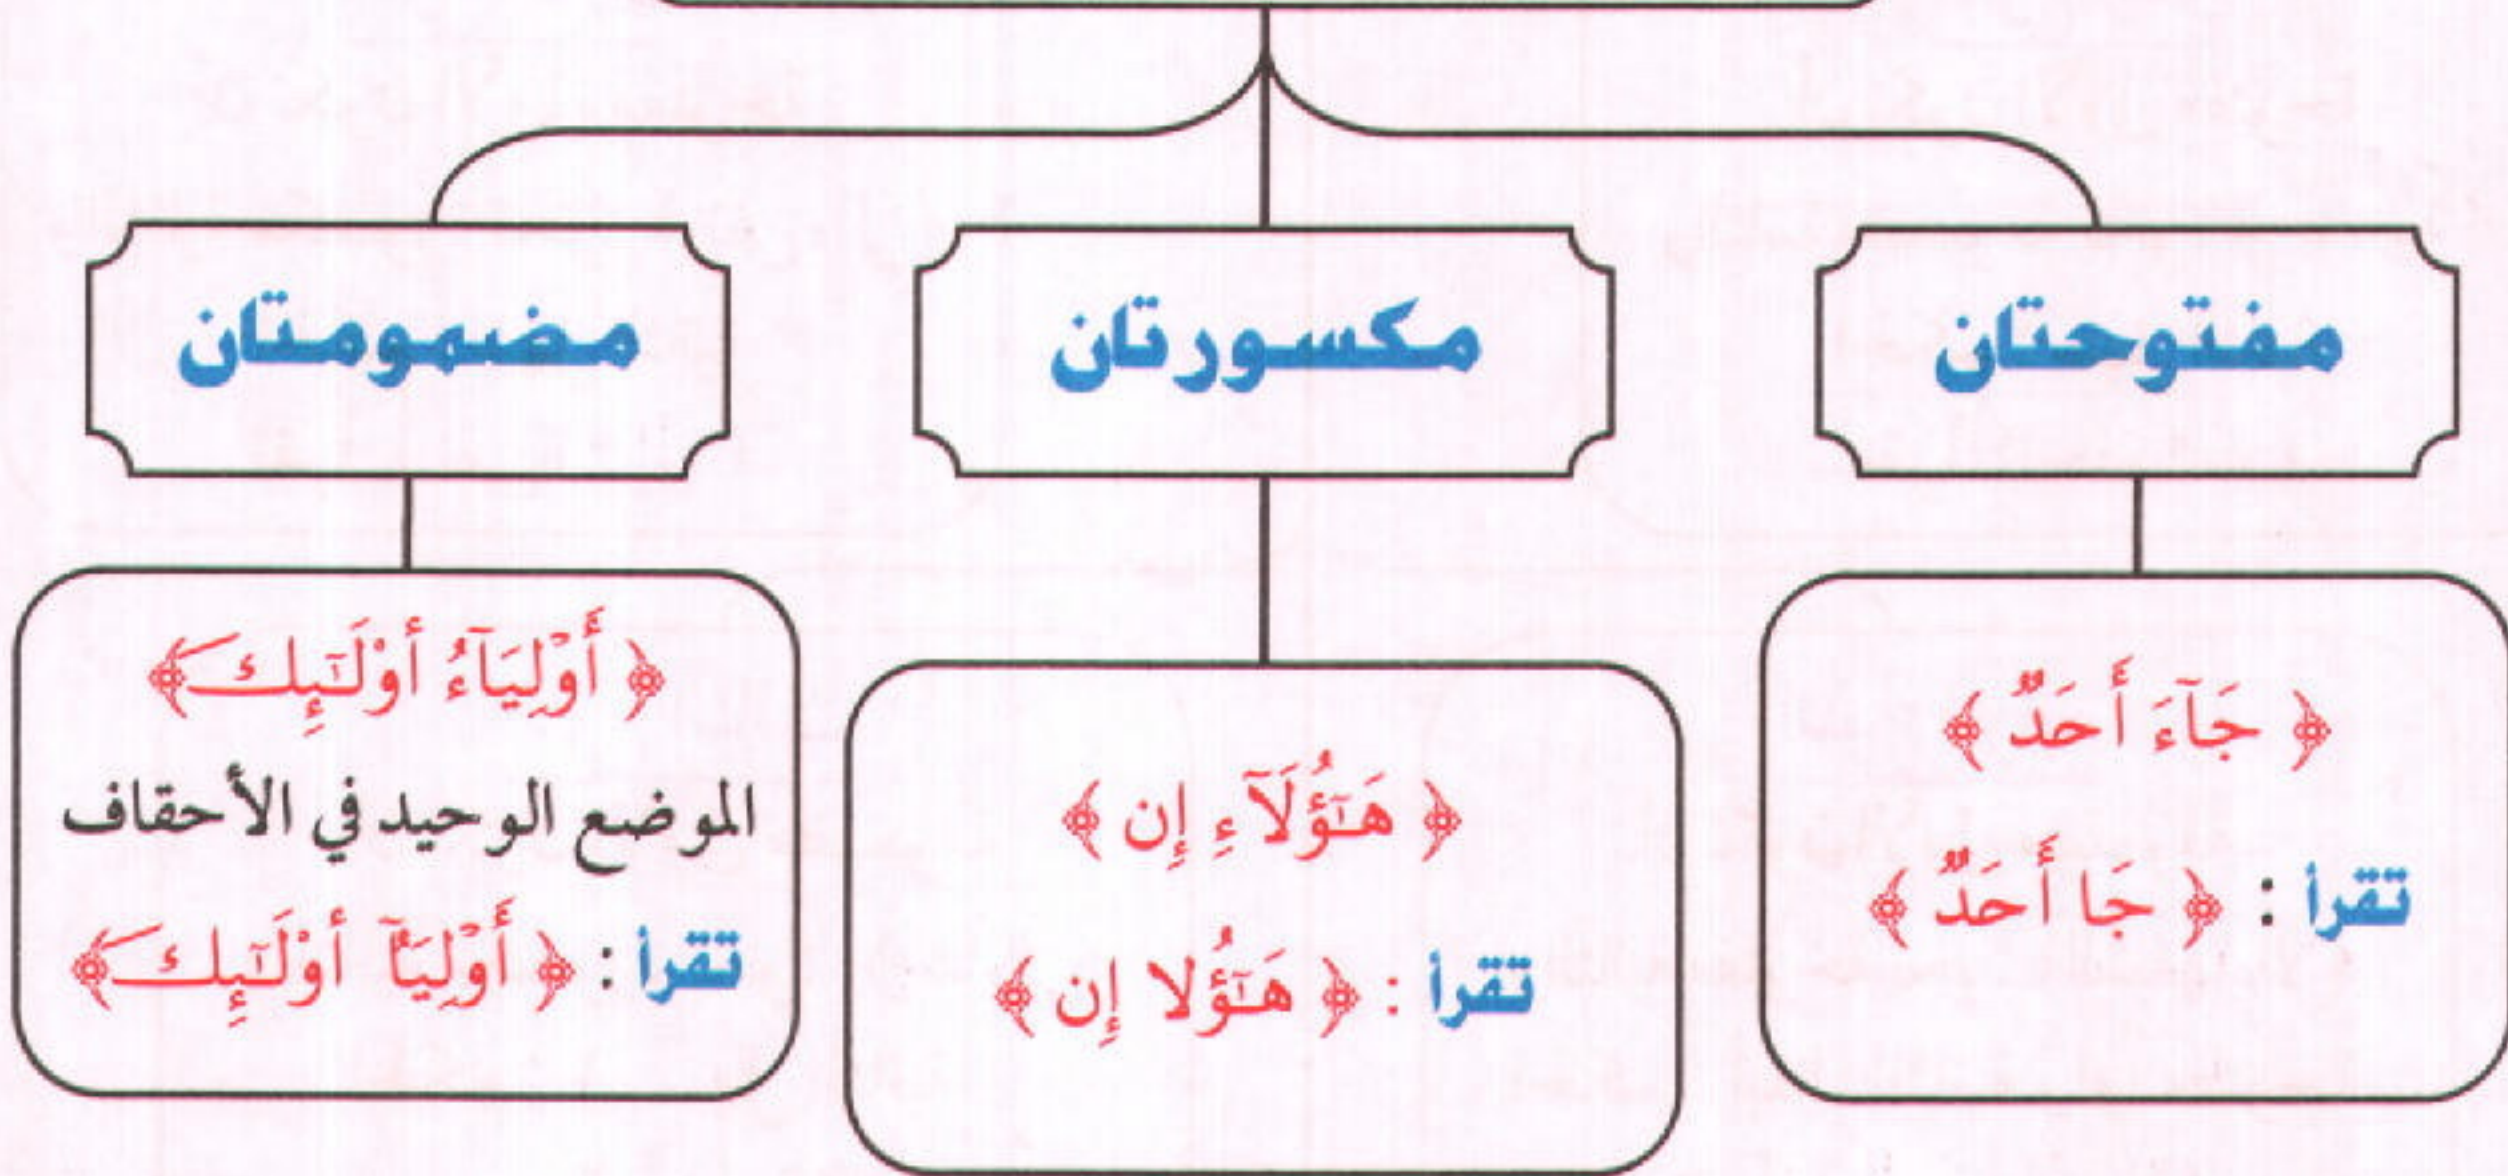 مفتوحتان
مكسورتان
مضمومتان
﴿ جَآءَ أَحَدٌ ﴾
تقرأ : ﴿ جَا أَحَدٌ ﴾
﴿ هَـٰٓؤُلَآءِ إِن ﴾
تقرأ : ﴿ هَـٰٓؤُلا إِن ﴾
﴿ أَوْلِيَآءُ أُوْلَـٰٓئِكَ ﴾
الموضع الوحيد في الأحقاف
تقرأ : ﴿ أَوْلِيَآ أُوْلَـٰٓئِكَ ﴾